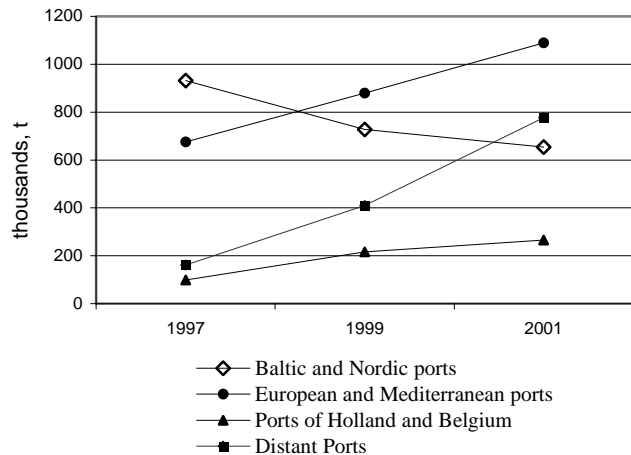 1200
1000
800
600
400
200
0
thousands, t
1997 1999 2001
Baltic and Nordic ports
European and Mediterranean ports
Ports of Holland and Belgium
Distant Ports